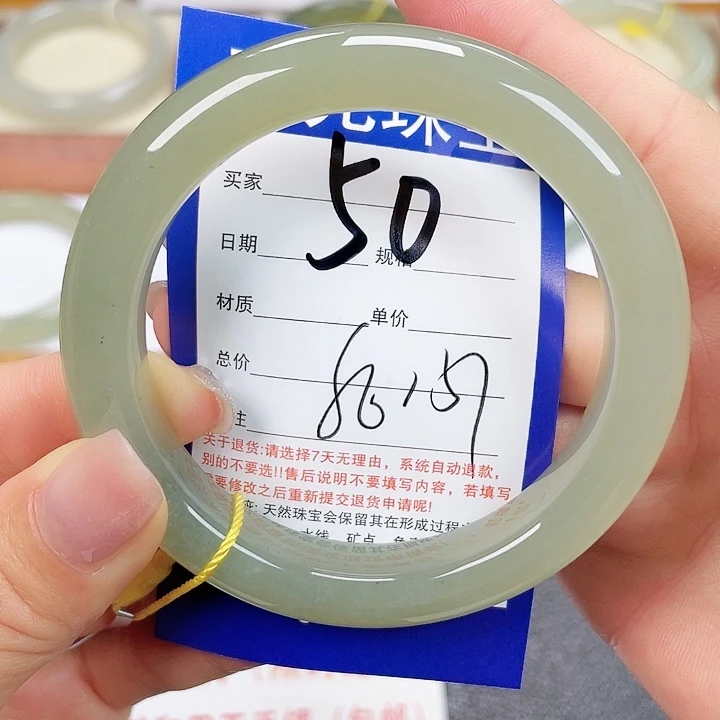 珠宝
买家 50
日期 规格
材质 单价
总价
主
关于退货:请选择7天无理由，系统自动退款，
别的不要选!!售后说明不要填写内容，若填写
要修改之后重新提交退货申请呢!
天然珠宝会保留其在形成过程
水线、矿点、